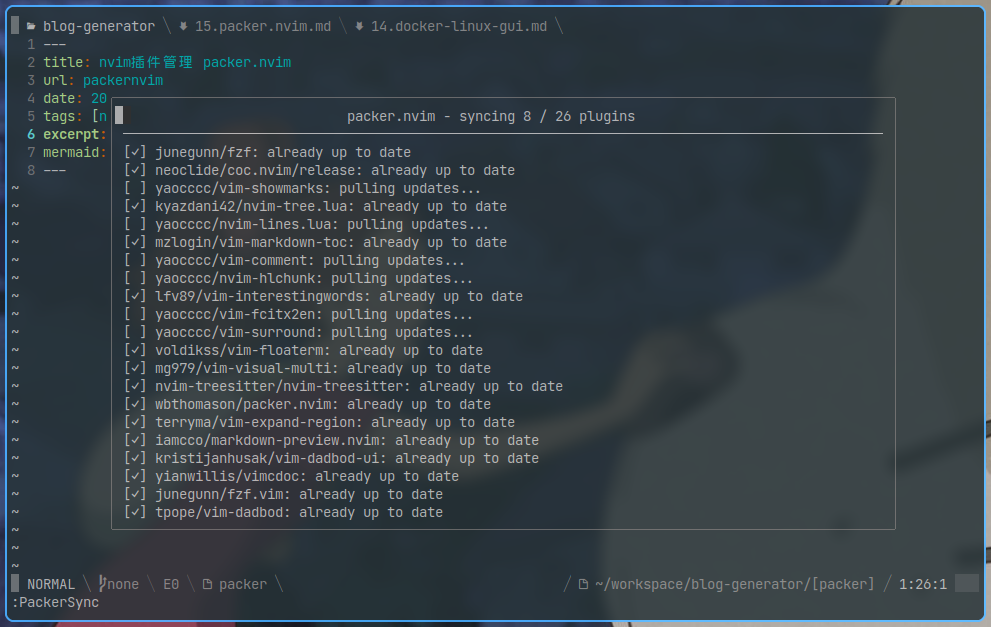 blog-generator 15.packer.nvim.md 14.docker-linux-gui.md
1 ---
2 title: nvim插件管理 packer.nvim
3 url: packernvim
4 date: 20
5 tags: [n
6 excerpt:
7 mermaid:
8 ---
packer.nvim - syncing 8 / 26 plugins
[✓] junegunn/fzf: already up to date
[✓] neoclide/coc.nvim/release: already up to date
[ ] yaocccc/vim-showmarks: pulling updates...
[✓] kyazdani42/nvim-tree.lua: already up to date
[ ] yaocccc/nvim-lines.lua: pulling updates...
[✓] mzlogin/vim-markdown-toc: already up to date
[ ] yaocccc/vim-comment: pulling updates...
[ ] yaocccc/nvim-hlchunk: pulling updates...
[✓] lfv89/vim-interestingwords: already up to date
[ ] yaocccc/vim-fcitx2en: pulling updates...
[ ] yaocccc/vim-surround: pulling updates...
[✓] voldikss/vim-floaterm: already up to date
[✓] mg979/vim-visual-multi: already up to date
[✓] nvim-treesitter/nvim-treesitter: already up to date
[✓] wbthomason/packer.nvim: already up to date
[✓] terryma/vim-expand-region: already up to date
[✓] iamcco/markdown-preview.nvim: already up to date
[✓] kristijanhusak/vim-dadbod-ui: already up to date
[✓] yianwillis/vimcdoc: already up to date
[✓] junegunn/fzf.vim: already up to date
[✓] tpope/vim-dadbod: already up to date
NORMAL none E0 packer ~/workspace/blog-generator/[packer] 1:26:1
:PackerSync